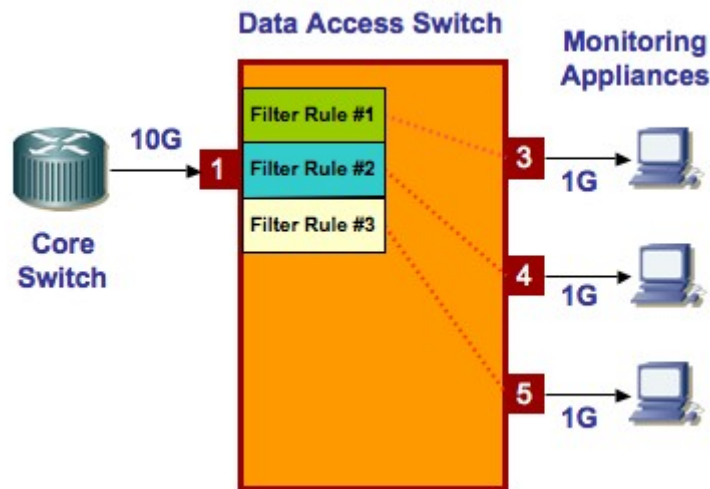 Data Access Switch
Monitoring
Appliances
Filter Rule #1
10G
1
Filter Rule #2
3
1G
Filter Rule #3
Core
Switch
4
1G
5
1G